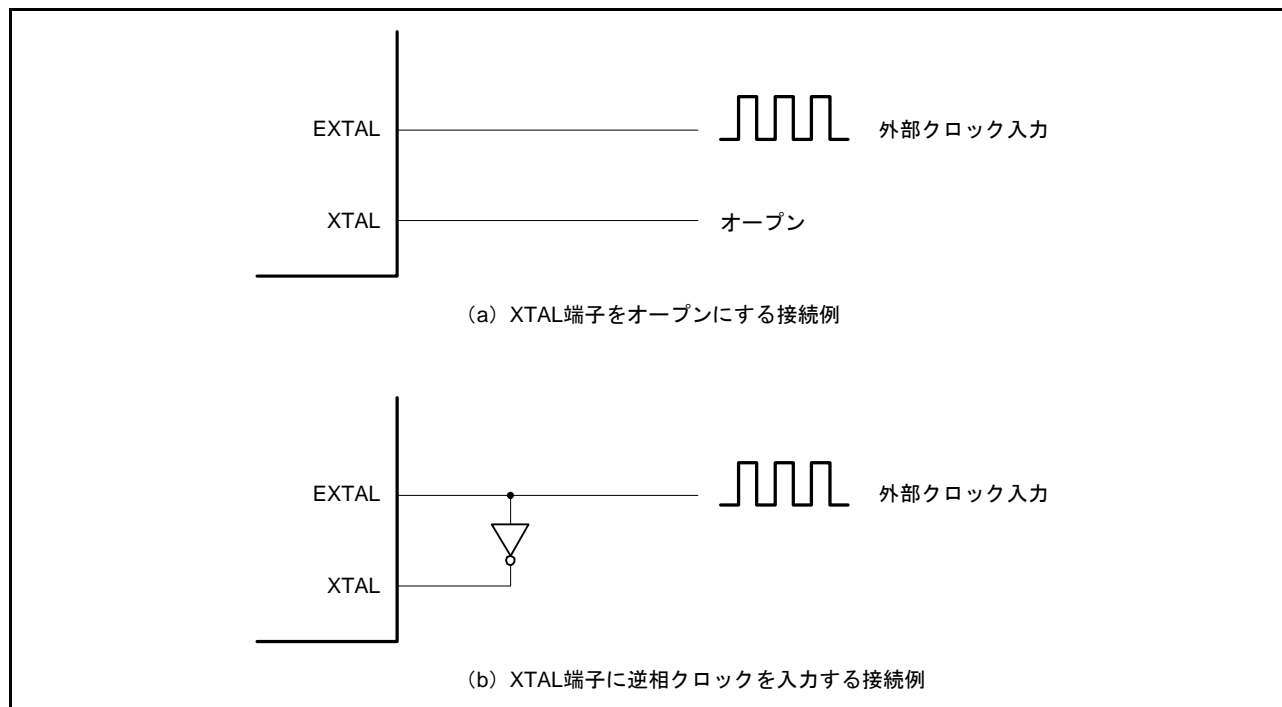 EXTAL
外部クロック入力
XTAL
オープン
（a）XTAL端子をオープンにする接続例
EXTAL
外部クロック入力
XTAL
（b）XTAL端子に逆相クロックを入力する接続例